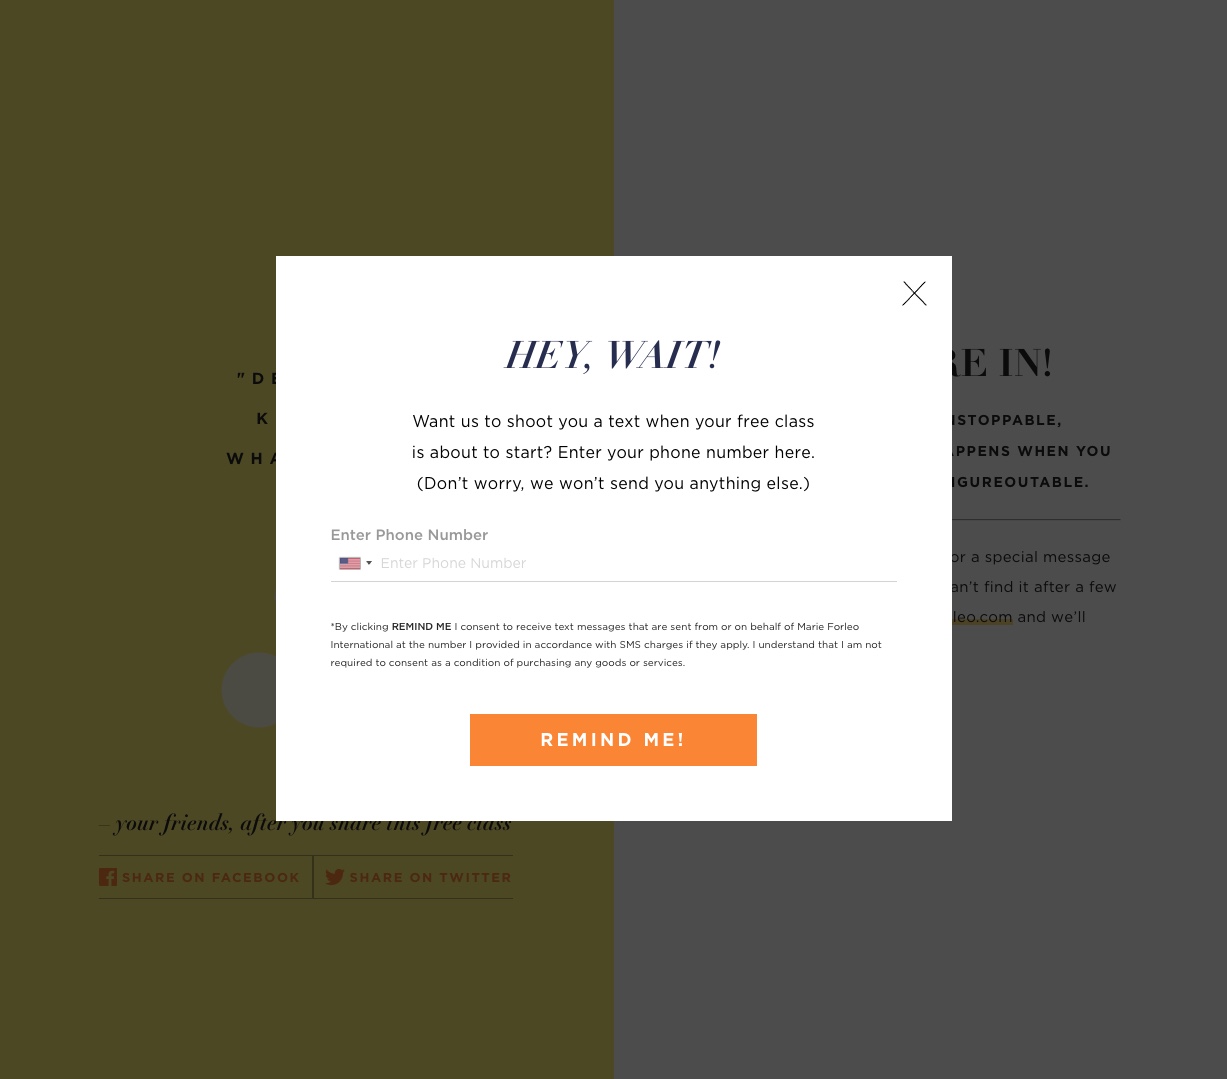 HEY, WAIT!
Want us to shoot you a text when your free class
is about to start? Enter your phone number here.
(Don’t worry, we won’t send you anything else.)
Enter Phone Number
Enter Phone Number
*By clicking REMIND ME I consent to receive text messages that are sent from or on behalf of Marie Forleo
International at the number I provided in accordance with SMS charges if they apply. I understand that I am not
required to consent as a condition of purchasing any goods or services.
REMIND ME!
– your friends, after you share this free class
SHARE ON FACEBOOK
SHARE ON TWITTER
IN!
PPENS WHEN YOU
or a special message
an’t find it after a few
leo.com and we’ll